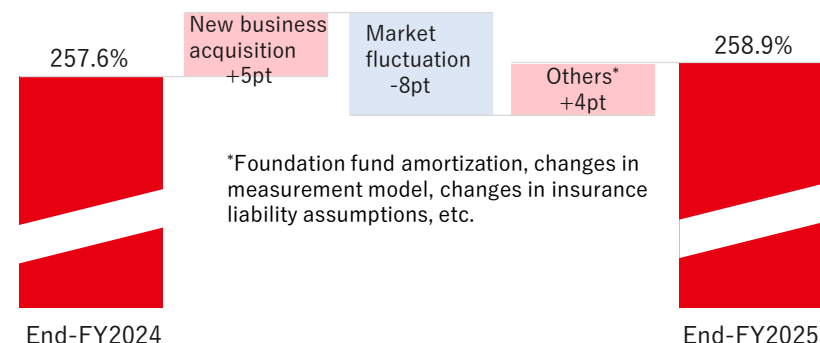 257.6%
New business
acquisition
+5pt
Market
fluctuation
-8pt
Others*
+4pt
258.9%
*Foundation fund amortization, changes in
measurement model, changes in insurance
liability assumptions, etc.
End-FY2024
End-FY2025